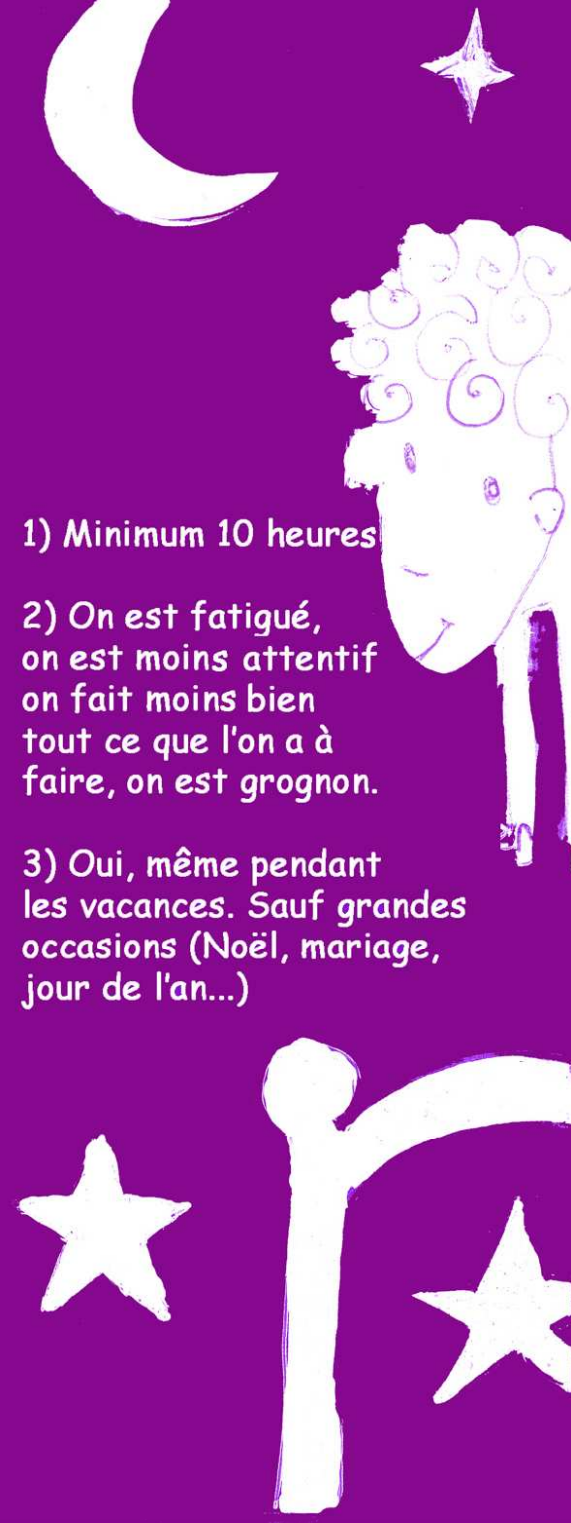 1) Minimum 10 heures
2) On est fatigué,
on est moins attentif
on fait moins bien
tout ce que l'on a à
faire, on est grognon.
3) Oui, même pendant
les vacances. Sauf grandes
occasions (Noël, mariage,
jour de l'an...)